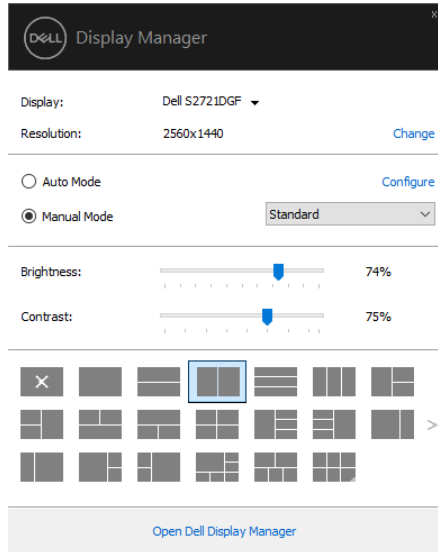 DELL Display Manager
x
Display: Dell S2721DGF
Resolution: 2560x1440 Change
Auto Mode Configure
Manual Mode Standard
Brightness: 74%
Contrast: 75%
Open Dell Display Manager